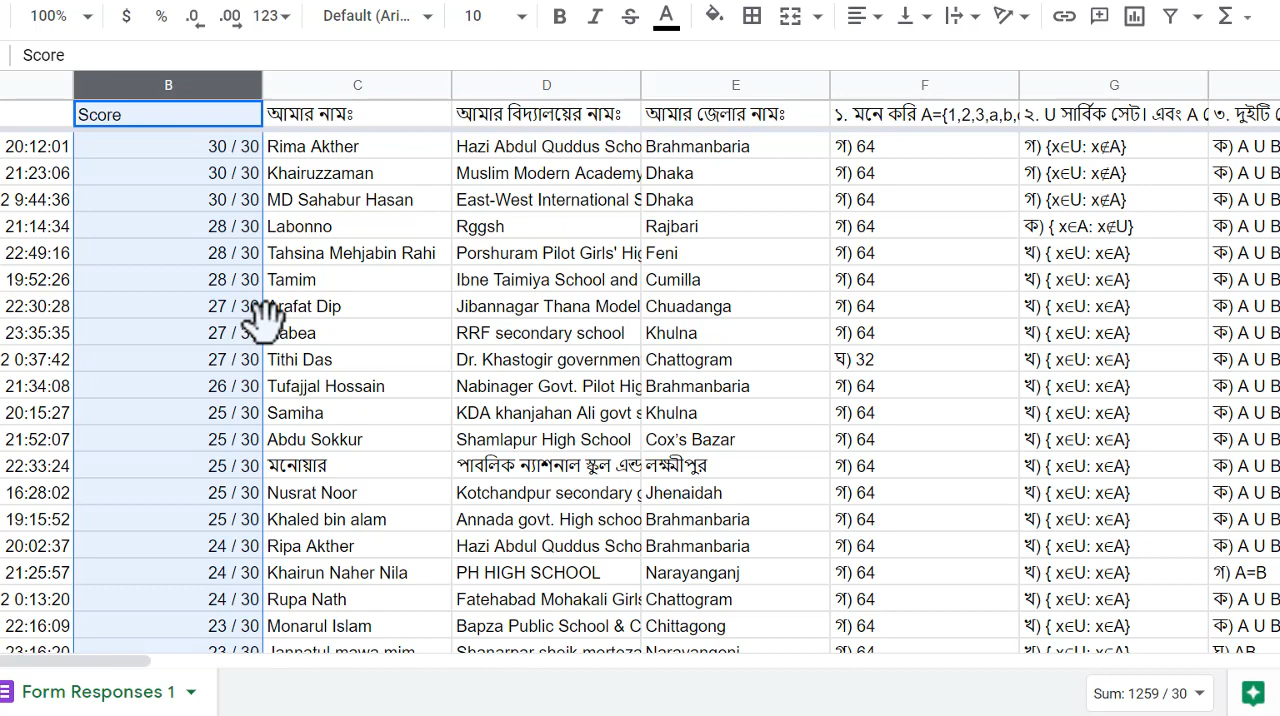 100% $ % .0 .00 123 Default (Ari... 10 B I S A
Score
B C D E F G
Score আমার নামঃ আমার বিদ্যালয়ের নামঃ আমার জেলার নামঃ ১. মনে করি A={1,2,3,a,b, ২. U সার্বিক সেট। এবং A ৩. দুইটি
20:12:01 30 / 30 Rima Akther Hazi Abdul Quddus Scho Brahmanbaria গ) 64 গ) {x∈U: x∉A} ক) A U B
21:23:06 30 / 30 Khairuzzaman Muslim Modern Academy Dhaka গ) 64 গ) {x∈U: x∉A} ক) A U B
2 9:44:36 30 / 30 MD Sahabur Hasan East-West International S Dhaka গ) 64 গ) {x∈U: x∉A} ক) A U B
21:14:34 28 / 30 Labonno Rggsh Rajbari গ) 64 ক) { x∈A: x∉U} ক) A U B
22:49:16 28 / 30 Tahsina Mehjabin Rahi Porshuram Pilot Girls' Hig Feni গ) 64 খ) { x∈U: x∈A} ক) A U B
19:52:26 28 / 30 Tamim Ibne Taimiya School and Cumilla গ) 64 খ) { x∈U: x∈A} ক) A U B
22:30:28 27 / 30 Arafat Dip Jibannagar Thana Model Chuadanga গ) 64 খ) { x∈U: x∈A} ক) A U B
23:35:35 27 / 3 abea RRF secondary school Khulna গ) 64 খ) { x∈U: x∈A} ক) A U B
2 0:37:42 27 / 30 Tithi Das Dr. Khastogir governmen Chattogram ঘ) 32 খ) { x∈U: x∈A} ক) A U B
21:34:08 26 / 30 Tufajjal Hossain Nabinager Govt. Pilot Hig Brahmanbaria গ) 64 খ) { x∈U: x∈A} ক) A U B
20:15:27 25 / 30 Samiha KDA khanjahan Ali govt s Khulna গ) 64 খ) { x∈U: x∈A} ক) A U B
21:52:07 25 / 30 Abdu Sokkur Shamlapur High School Cox's Bazar গ) 64 খ) { x∈U: x∈A} ক) A U B
22:33:24 25 / 30 মনোয়ার পাবলিক ন্যাশনাল স্কুল এন্ড লক্ষ্মীপুর গ) 64 খ) { x∈U: x∈A} ক) A U B
16:28:02 25 / 30 Nusrat Noor Kotchandpur secondary g Jhenaidah গ) 64 খ) { x∈U: x∈A} ক) A U B
19:15:52 25 / 30 Khaled bin alam Annada govt. High schoo Brahmanbaria গ) 64 খ) { x∈U: x∈A} ক) A U B
20:02:37 24 / 30 Ripa Akther Hazi Abdul Quddus Scho Brahmanbaria গ) 64 খ) { x∈U: x∈A} ক) A U B
21:25:57 24 / 30 Khairun Naher Nila PH HIGH SCHOOL Narayanganj গ) 64 খ) { x∈U: x∈A} গ) A=B
2 0:13:20 24 / 30 Rupa Nath Fatehabad Mohakali Girls Chattogram গ) 64 খ) { x∈U: x∈A} ক) A U B
22:16:09 23 / 30 Monarul Islam Bapza Public School & C Chittagong গ) 64 খ) { x∈U: x∈A} ক) A U B
23:16:20 23 / 30 Jannatul mawa mim গ) 64 খ) { x∈U: x∈A}
Form Responses 1 Sum: 1259 / 30